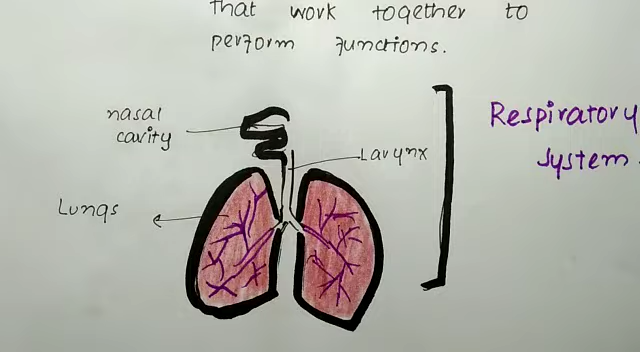 that work together to
perform functions.
nasal
cavity
Larynx
Lungs
Respiratory
System.